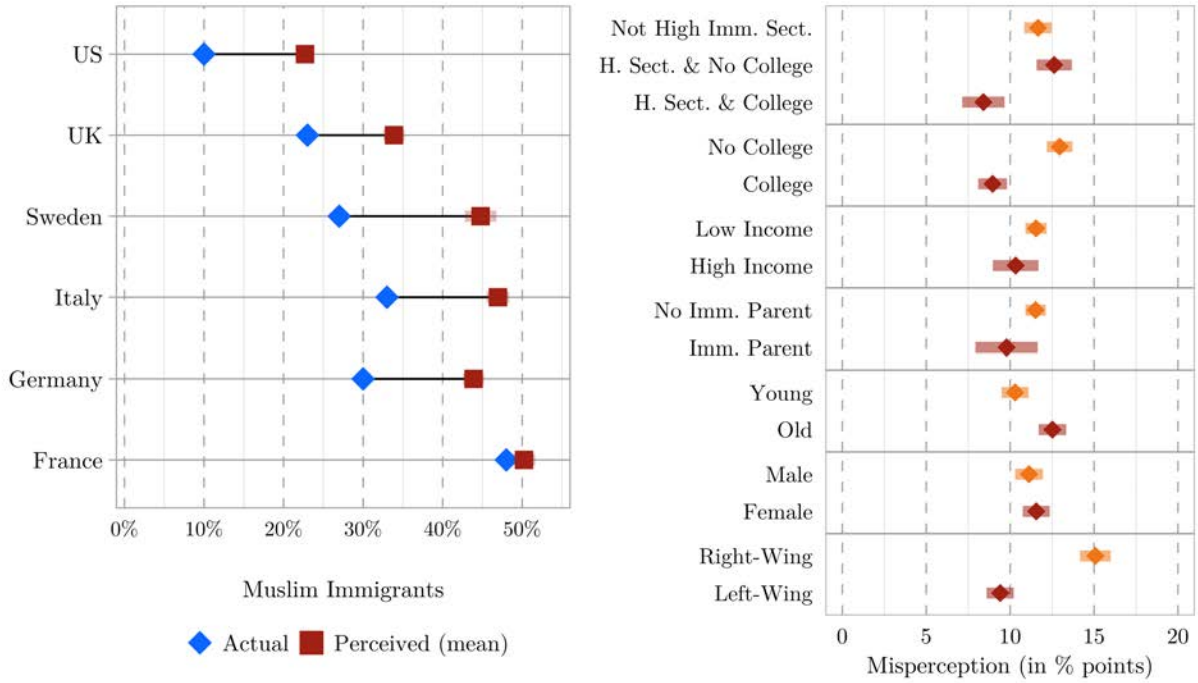 US
UK
Sweden
Italy
Germany
France
0% 10% 20% 30% 40% 50%
Muslim Immigrants
Actual Perceived (mean)
Not High Imm. Sect.
H. Sect. & No College
H. Sect. & College
No College
College
Low Income
High Income
No Imm. Parent
Imm. Parent
Young
Old
Male
Female
Right-Wing
Left-Wing
0 5 10 15 20
Misperception (in % points)